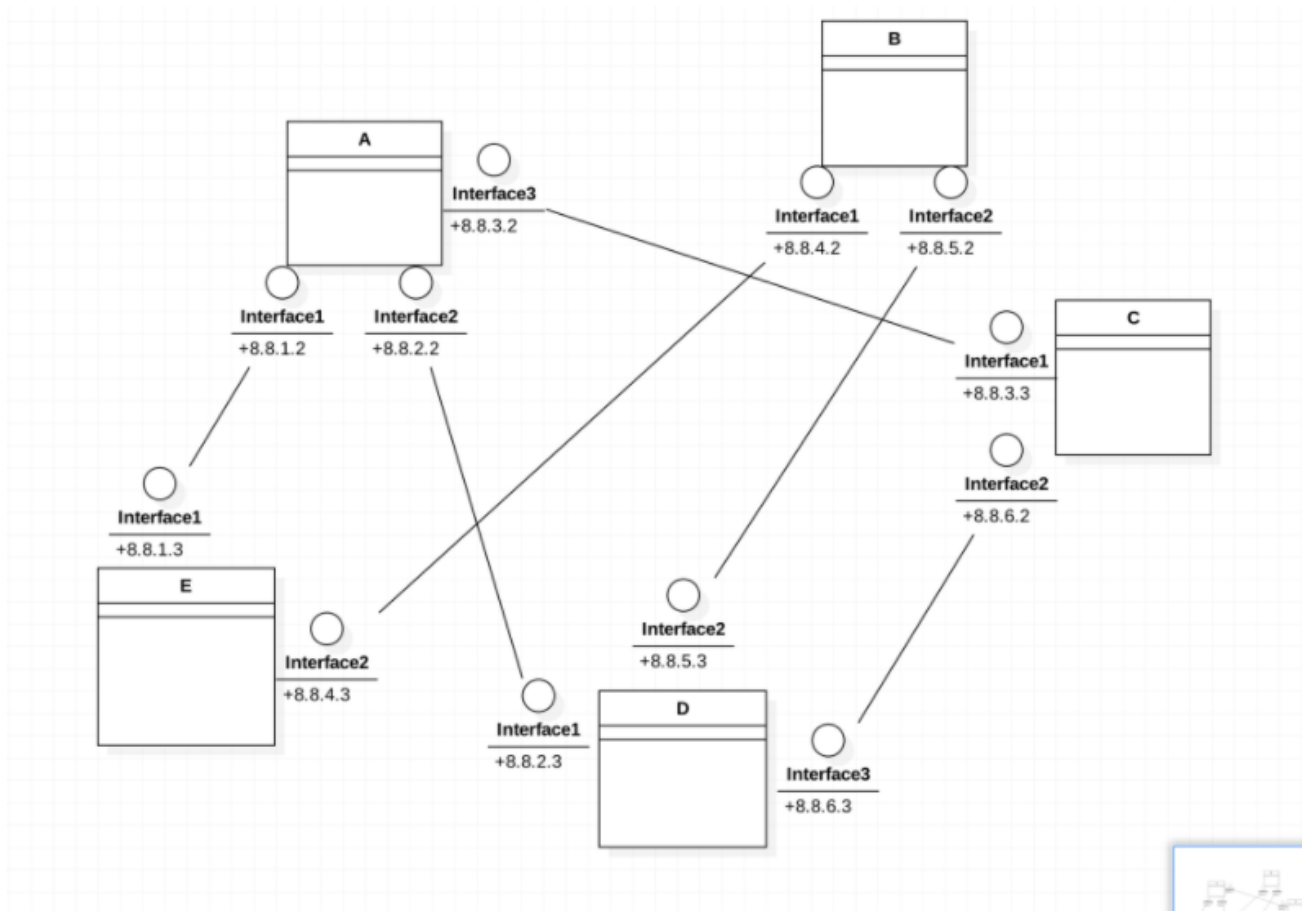 B
A
Interface3
+8.8.3.2
Interface1
+8.8.4.2
Interface2
+8.8.5.2
Interface1
+8.8.1.2
Interface2
+8.8.2.2
C
Interface1
+8.8.3.3
Interface2
+8.8.6.2
Interface1
+8.8.1.3
E
Interface2
+8.8.4.3
Interface2
+8.8.5.3
D
Interface1
+8.8.2.3
Interface3
+8.8.6.3